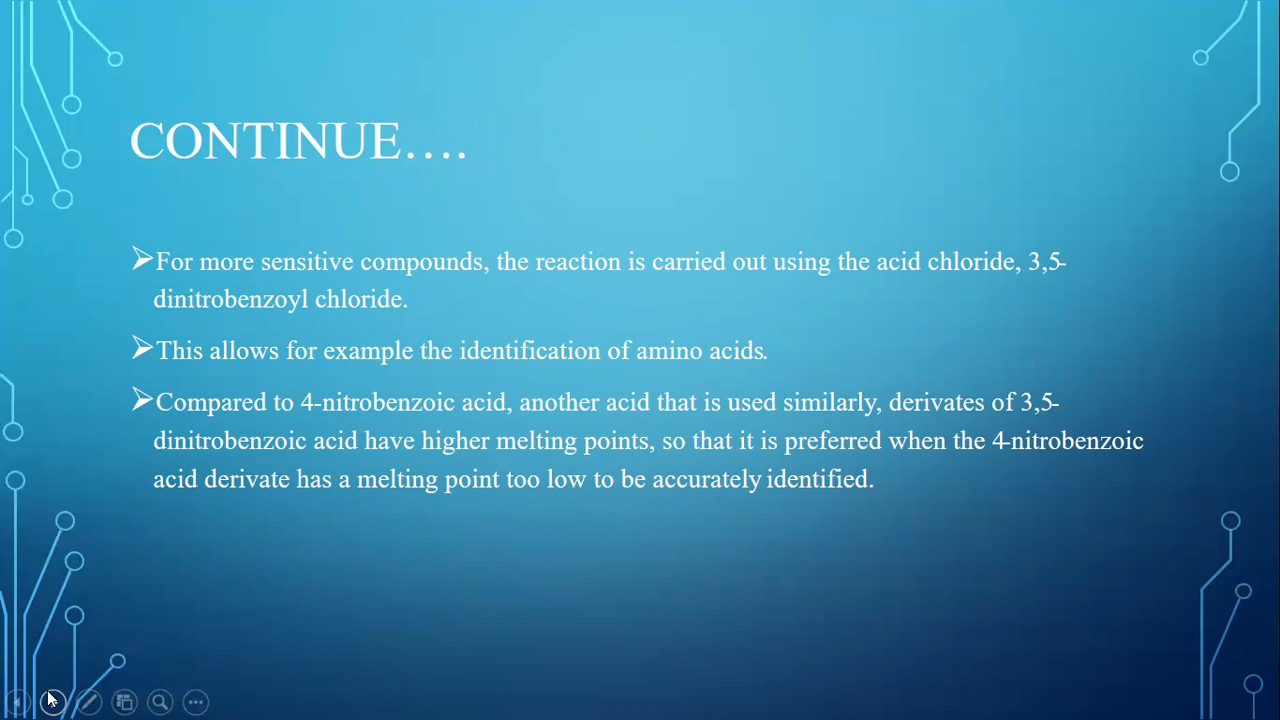 CONTINUE….
➢For more sensitive compounds, the reaction is carried out using the acid chloride, 3,5-
dinitrobenzoyl chloride.
➢This allows for example the identification of amino acids.
➢Compared to 4-nitrobenzoic acid, another acid that is used similarly, derivates of 3,5-
dinitrobenzoic acid have higher melting points, so that it is preferred when the 4-nitrobenzoic
acid derivate has a melting point too low to be accurately identified.